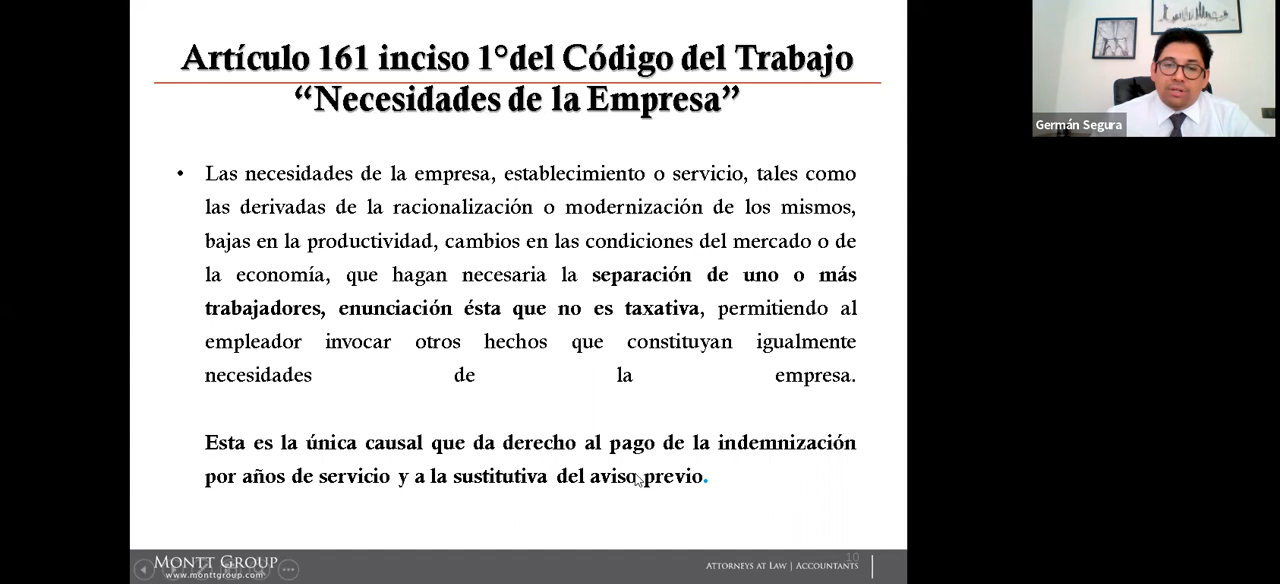 Artículo 161 inciso 1°del Código del Trabajo
“Necesidades de la Empresa”
Germán Segura
• Las necesidades de la empresa, establecimiento o servicio, tales como
las derivadas de la racionalización o modernización de los mismos,
bajas en la productividad, cambios en las condiciones del mercado o de
la economía, que hagan necesaria la separación de uno o más
trabajadores, enunciación ésta que no es taxativa, permitiendo al
empleador invocar otros hechos que constituyan igualmente
necesidades de la empresa.
Esta es la única causal que da derecho al pago de la indemnización
por años de servicio y a la sustitutiva del aviso previo.
10
MONTT GROUP
www.monttgroup.com
ATTORNEYS AT LAW | ACCOUNTANTS